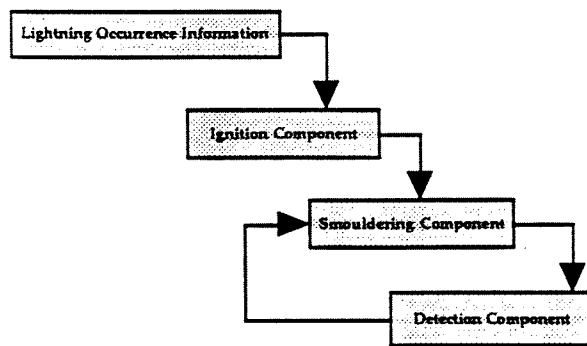 Lightning Occurrence Information
Ignition Component
Smouldering Component
Detection Component